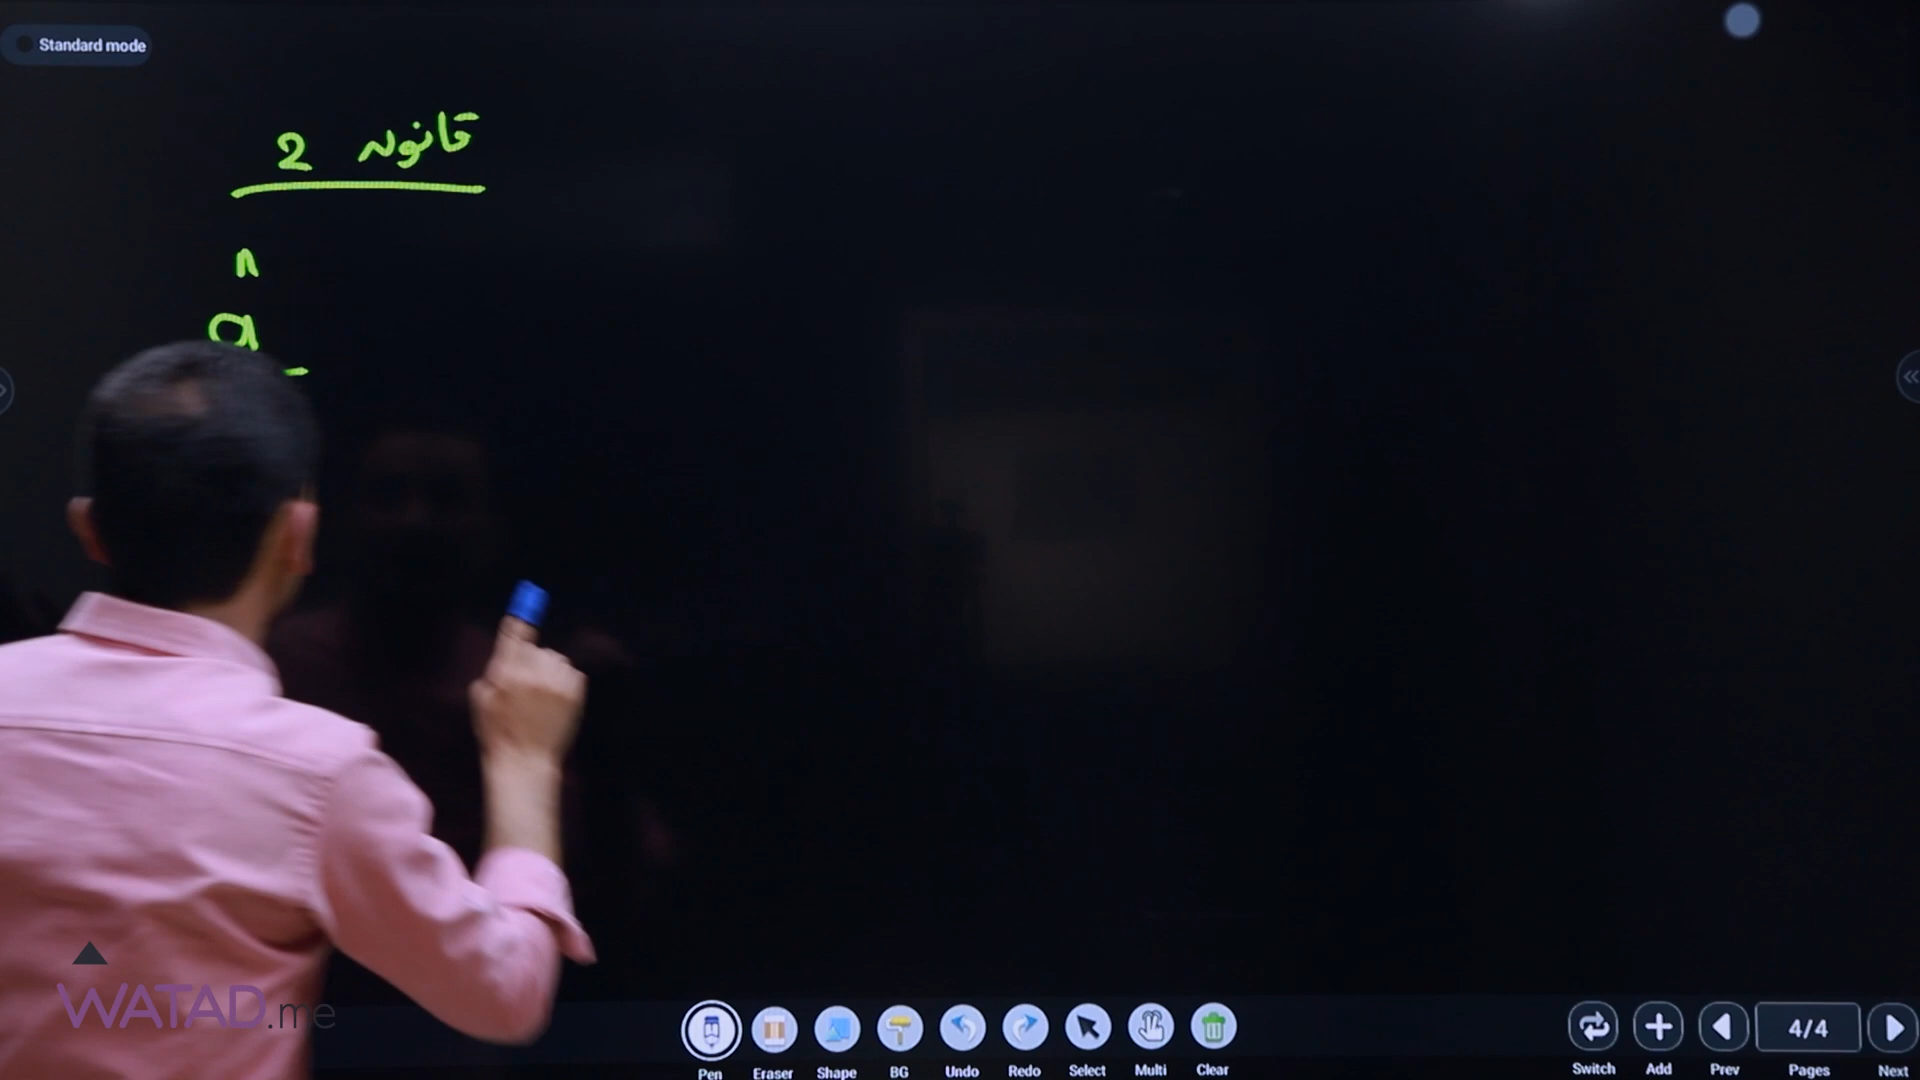 Standard mode
قانون 2
n
a
WATAD.me
Pen Eraser Shape BG Undo Redo Select Multi Clear
4/4
Switch Add Prev Pages Next